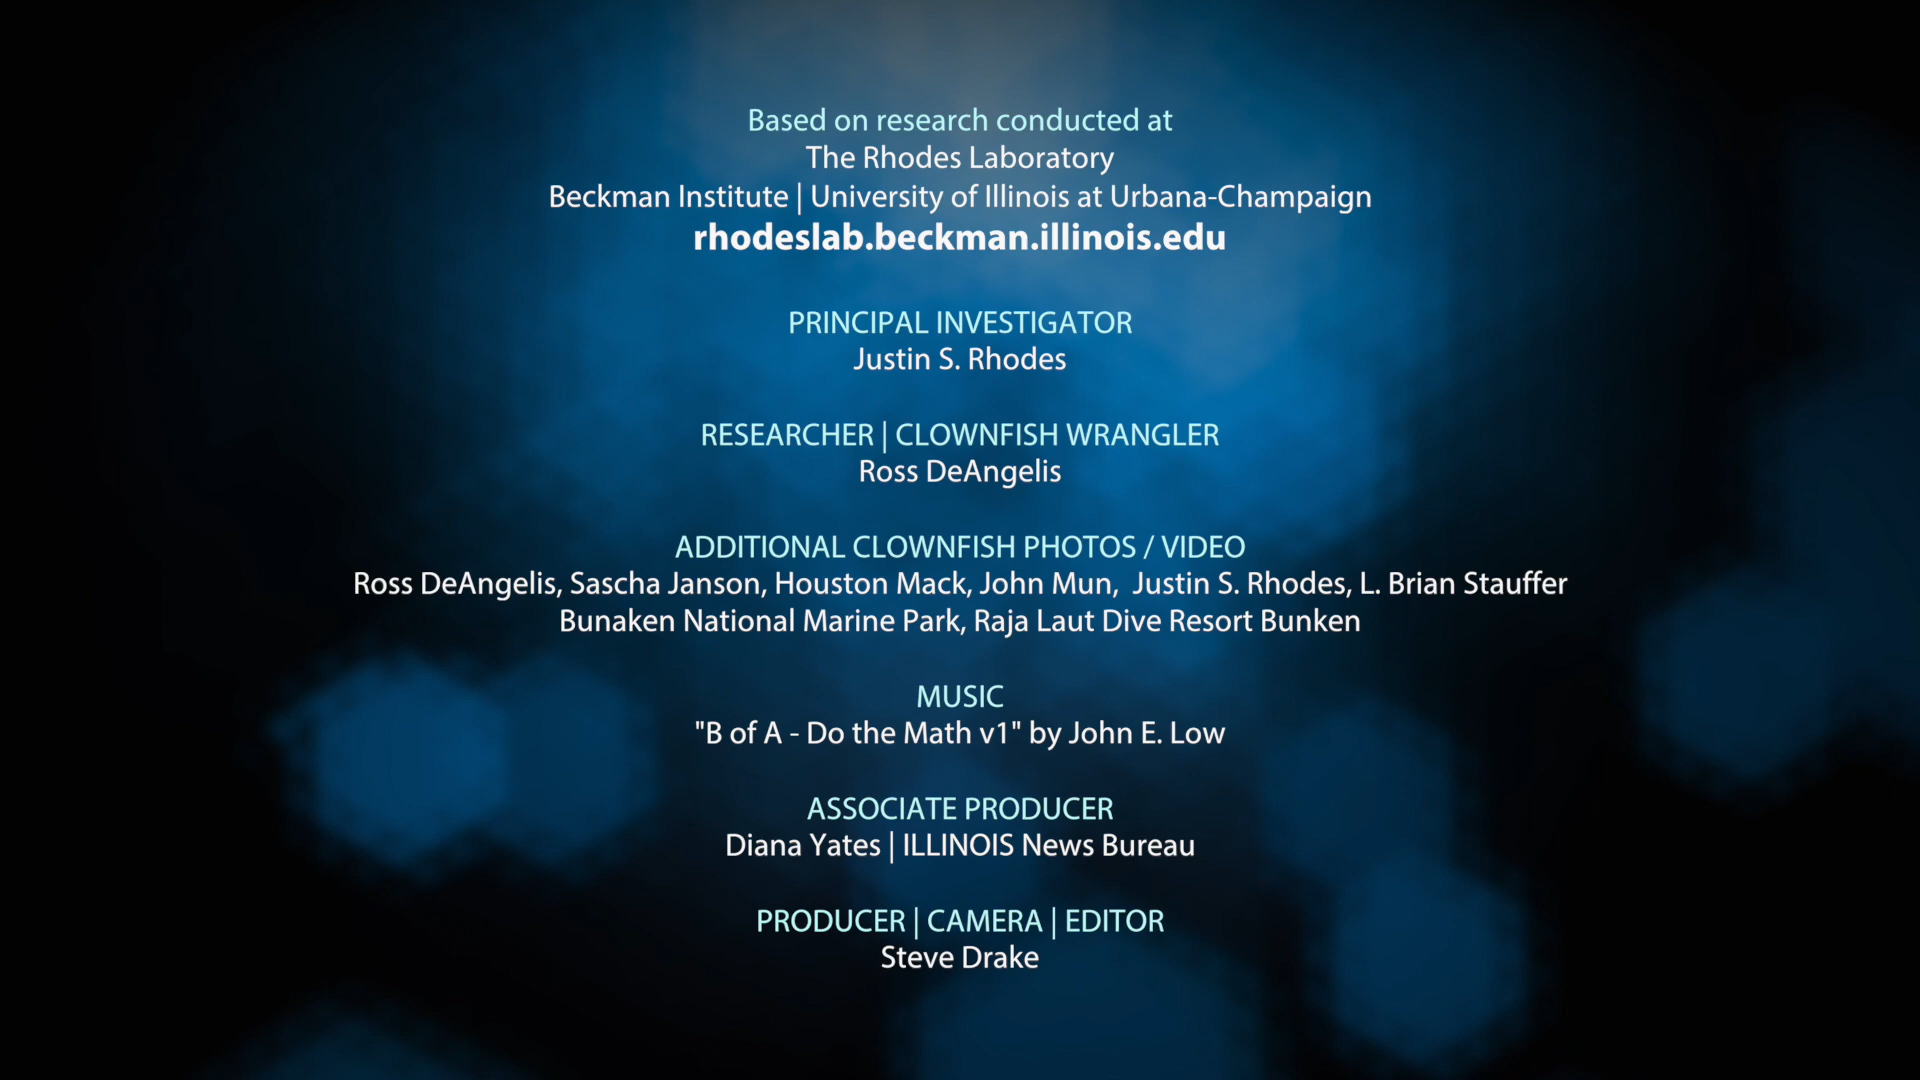 Based on research conducted at
The Rhodes Laboratory
Beckman Institute | University of Illinois at Urbana-Champaign
rhodeslab.beckman.illinois.edu
PRINCIPAL INVESTIGATOR
Justin S. Rhodes
RESEARCHER | CLOWNFISH WRANGLER
Ross DeAngelis
ADDITIONAL CLOWNFISH PHOTOS / VIDEO
Ross DeAngelis, Sascha Janson, Houston Mack, John Mun,  Justin S. Rhodes, L. Brian Stauffer
Bunaken National Marine Park, Raja Laut Dive Resort Bunken
MUSIC
"B of A - Do the Math v1" by John E. Low
ASSOCIATE PRODUCER
Diana Yates | ILLINOIS News Bureau
PRODUCER | CAMERA | EDITOR
Steve Drake